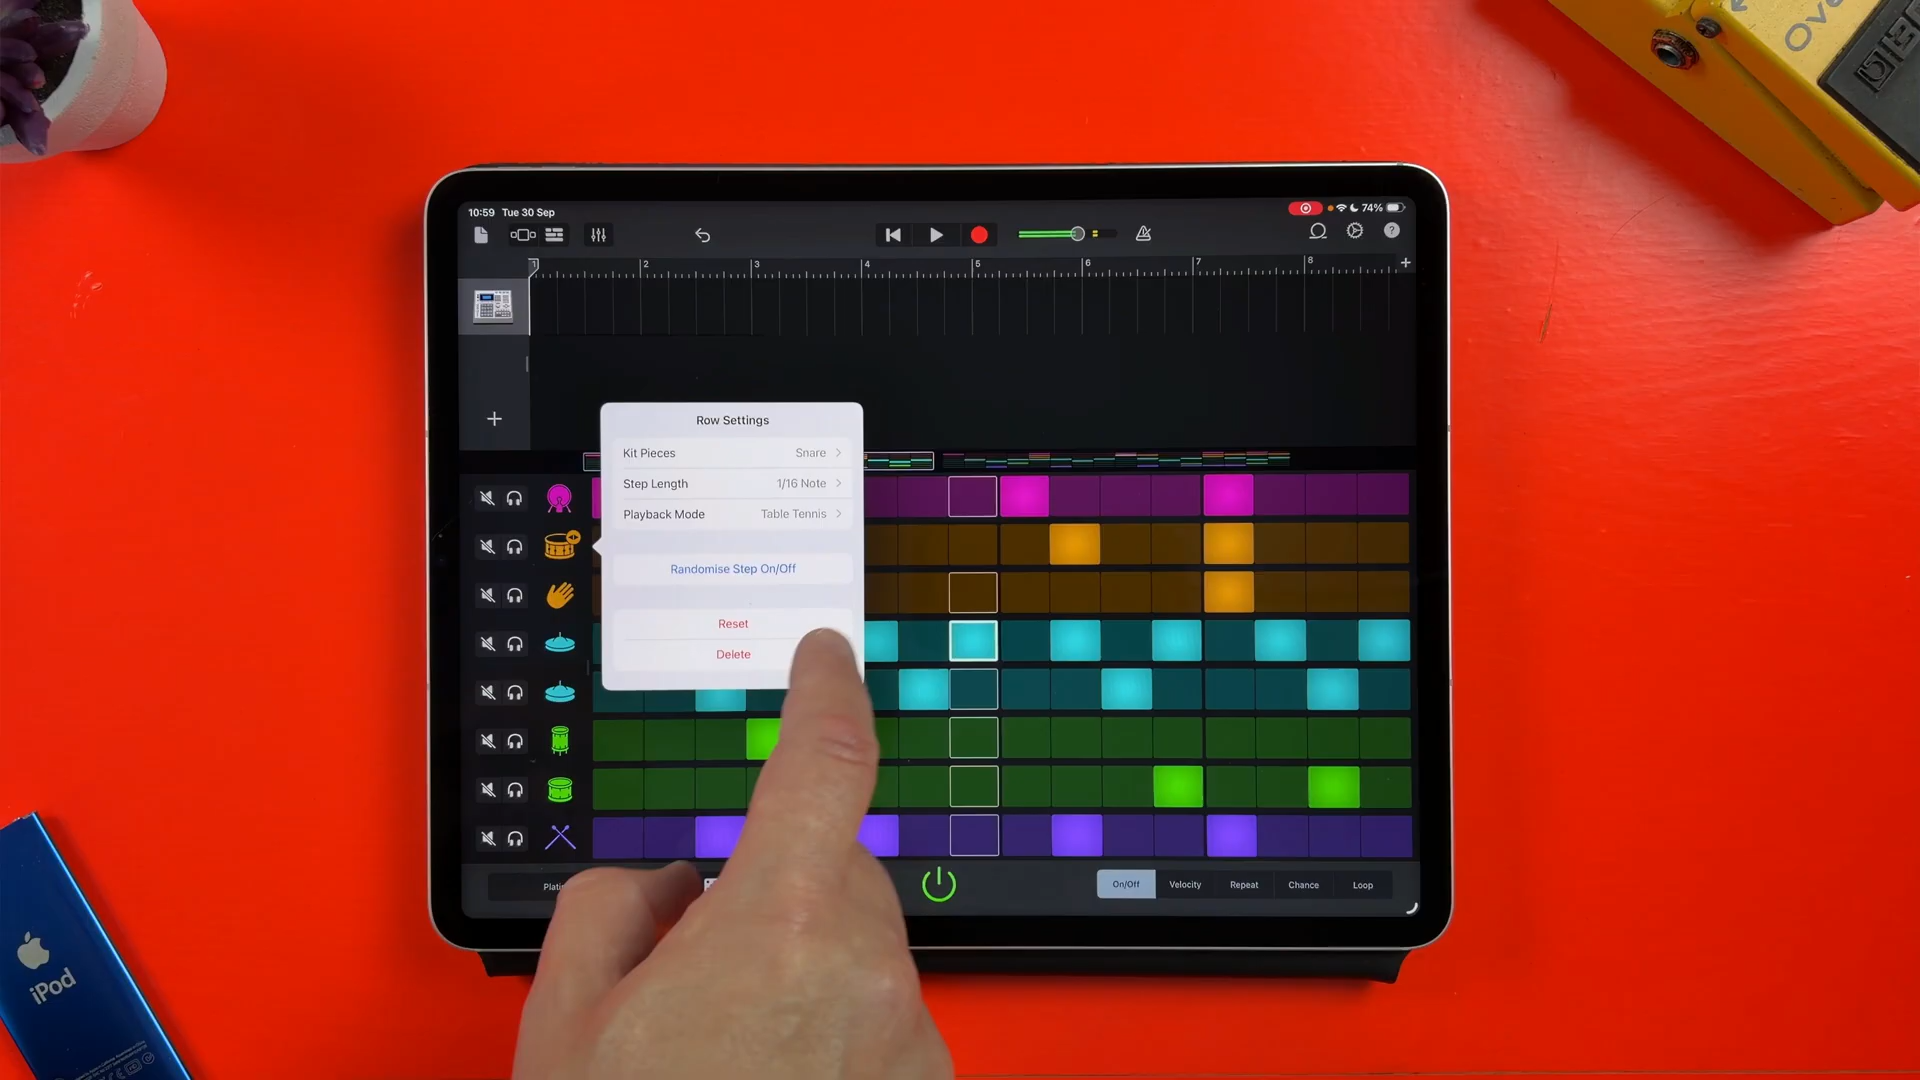 10:59 Tue 30 Sep
74%
1 2 3 4 5 6 7 8
Row Settings
Kit Pieces Snare
Step Length 1/16 Note
Playback Mode Table Tennis
Randomise Step On/Off
Reset
Delete
On/Off Velocity Repeat Chance Loop
iPod